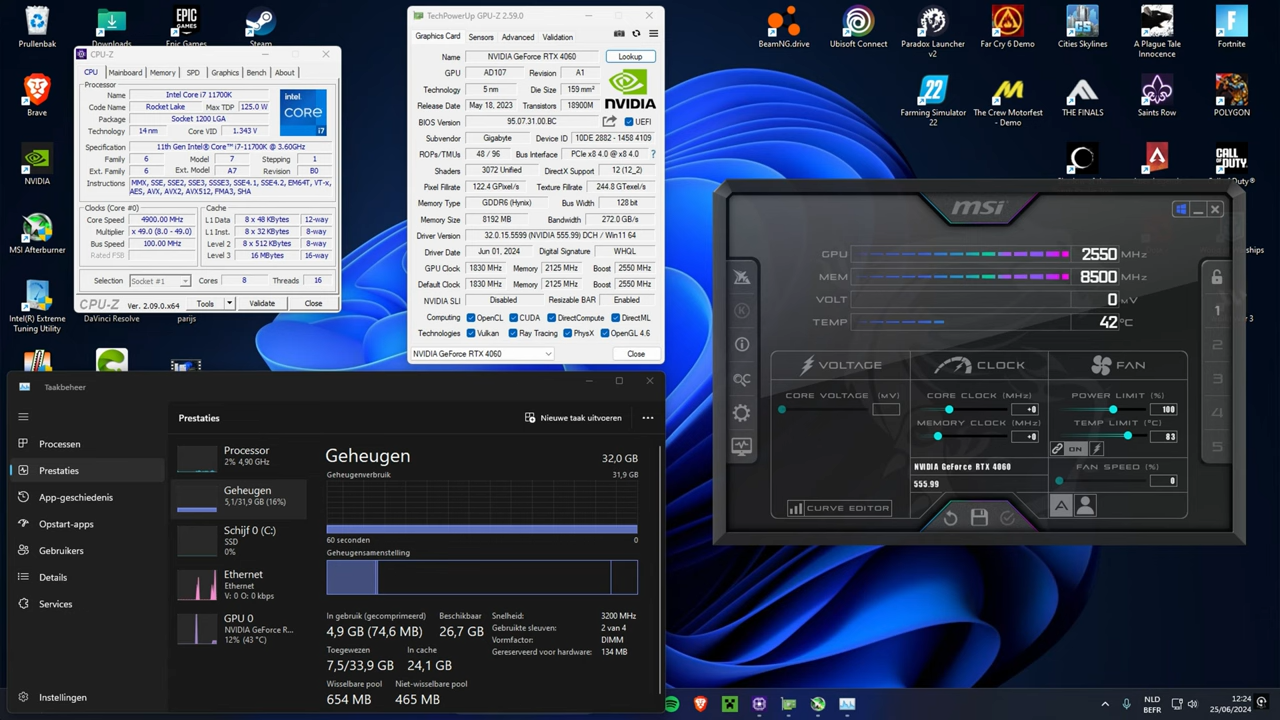 Pullenbak
Downloads
Epic Games
Steam
Brave
NVIDIA
MSI Afterburner
Intel(R) Extreme
Tuning Utility
DaVinci Resolve
parijs
CPU-Z
CPU Mainboard Memory SPD Graphics Bench About
Processor
Name Intel Core i7 11700K
Code Name Rocket Lake Max TDP 125.0 W
Package Socket 1200 LGA
Technology 14 nm Core VID 1.343 V
intel
CORE
i7
Specification 11th Gen Intel® Core™ i7-11700K @ 3.60GHz
Family 6 Model 7 Stepping 1
Ext. Family 6 Ext. Model A7 Revision B0
Instructions MMX, SSE, SSE2, SSE3, SSSE3, SSE4.1, SSE4.2, EM64T, VT-x,
AES, AVX, AVX2, AVX512, FMA3, SHA
Clocks (Core #0) Cache
Core Speed 4900.00 MHz L1 Data 8 x 48 KBytes 12-way
Multiplier x 49.0 (8.0 - 49.0) L1 Inst. 8 x 32 KBytes 8-way
Bus Speed 100.00 MHz Level 2 8 x 512 KBytes 8-way
Rated FSB Level 3 16 MBytes 16-way
Selection Socket #1 Cores 8 Threads 16
CPU-Z Ver. 2.09.0.x64 Tools Validate Close
TechPowerUp GPU-Z 2.59.0
Graphics Card Sensors Advanced Validation
Name NVIDIA GeForce RTX 4060 Lookup
GPU AD107 Revision A1
Technology 5 nm Die Size 159 mm²
Release Date May 18, 2023 Transistors 18900M
NVIDIA
BIOS Version 95.07.31.00.BC UEFI
Subvendor Gigabyte Device ID 10DE 2882 - 1458 4109
ROPs/TMUs 48 / 96 Bus Interface PCIe x8 4.0 @ x8 4.0 ?
Shaders 3072 Unified DirectX Support 12 (12_2)
Pixel Fillrate 122.4 GPixel/s Texture Fillrate 244.8 GTexel/s
Memory Type GDDR6 (Hynix) Bus Width 128 bit
Memory Size 8192 MB Bandwidth 272.0 GB/s
Driver Version 32.0.15.5599 (NVIDIA 555.99) DCH / Win11 64
Driver Date Jun 01, 2024 Digital Signature WHQL
GPU Clock 1830 MHz Memory 2125 MHz Boost 2550 MHz
Default Clock 1830 MHz Memory 2125 MHz Boost 2550 MHz
NVIDIA SLI Disabled Resizable BAR Enabled
Computing OpenCL CUDA DirectCompute DirectML
Technologies Vulkan Ray Tracing PhysX OpenGL 4.6
NVIDIA GeForce RTX 4060 Close
BeamNG.drive
Ubisoft Connect
Paradox Launcher
v2
Far Cry 6 Demo
Cities Skylines
A Plague Tale
Innocence
Fortnite
Farming Simulator
22
The Crew Motorfest
- Demo
THE FINALS
Saints Row
POLYGON
CALL OF DUTY
msi
GPU 2550 MHz
MEM 8500 MHz
VOLT 0 MV
TEMP 42 °C
1
2
3
4
5
VOLTAGE CLOCK FAN
CORE VOLTAGE (MV) CORE CLOCK (MHz) +0 POWER LIMIT (%) 100
MEMORY CLOCK (MHz) +0 TEMP LIMIT (°C) 83
ON
NVIDIA GeForce RTX 4060 FAN SPEED (%)
555.99 0
CURVE EDITOR A
Taakbeheer
Prestaties Nieuwe taak uitvoeren
Processen
Prestaties
App-geschiedenis
Opstart-apps
Gebruikers
Details
Services
Instellingen
Processor
2% 4,90 GHz
Geheugen
5,1/31,9 GB (16%)
Schijf 0 (C:)
SSD
0%
Ethernet
Ethernet
V: 0 O: 0 kbps
GPU 0
NVIDIA GeForce R...
12% (43 °C)
Geheugen 32,0 GB
Geheugenverbruik 31,9 GB
60 seconden 0
Geheugensamenstelling
In gebruik (gecomprimeerd) Beschikbaar
4,9 GB (74,6 MB) 26,7 GB
Toegewezen In cache
7,5/33,9 GB 24,1 GB
Wisselbare pool Niet-wisselbare pool
654 MB 465 MB
Snelheid: 3200 MHz
Gebruikte sleuven: 2 van 4
Vormfactor: DIMM
Gereserveerd voor hardware: 134 MB
NLD
BEFR
12:24
25/06/2024